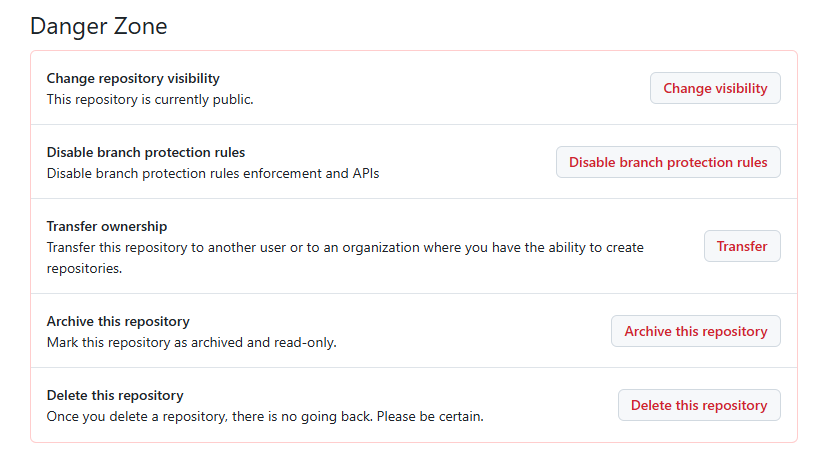 Danger Zone
Change repository visibility
This repository is currently public.
Change visibility
Disable branch protection rules
Disable branch protection rules enforcement and APIs
Disable branch protection rules
Transfer ownership
Transfer this repository to another user or to an organization where you have the ability to create
repositories.
Transfer
Archive this repository
Mark this repository as archived and read-only.
Archive this repository
Delete this repository
Once you delete a repository, there is no going back. Please be certain.
Delete this repository